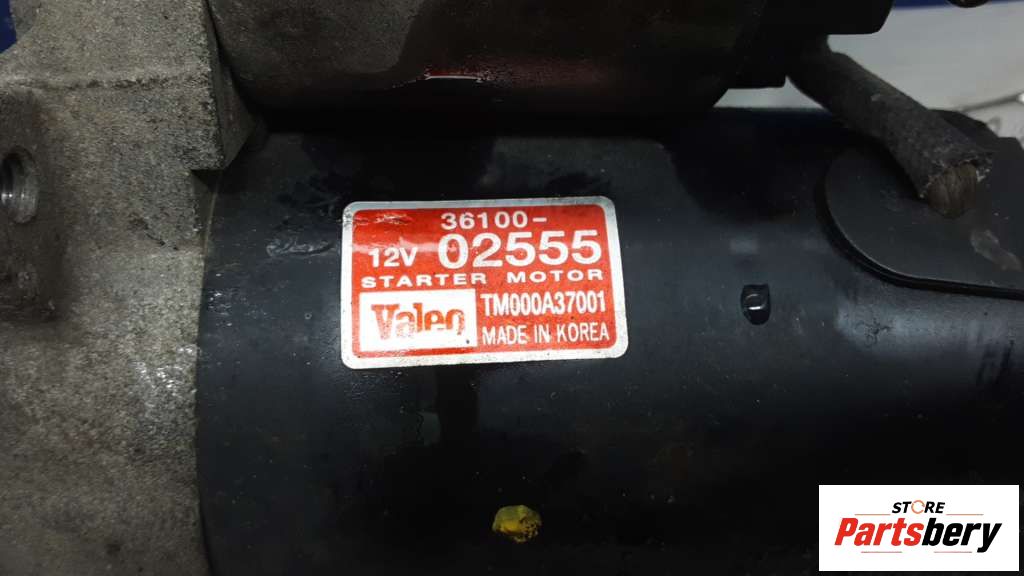 36100-
12V 02555
STARTER MOTOR
Valeo TM000A37001
MADE IN KOREA
STORE
Partsbery